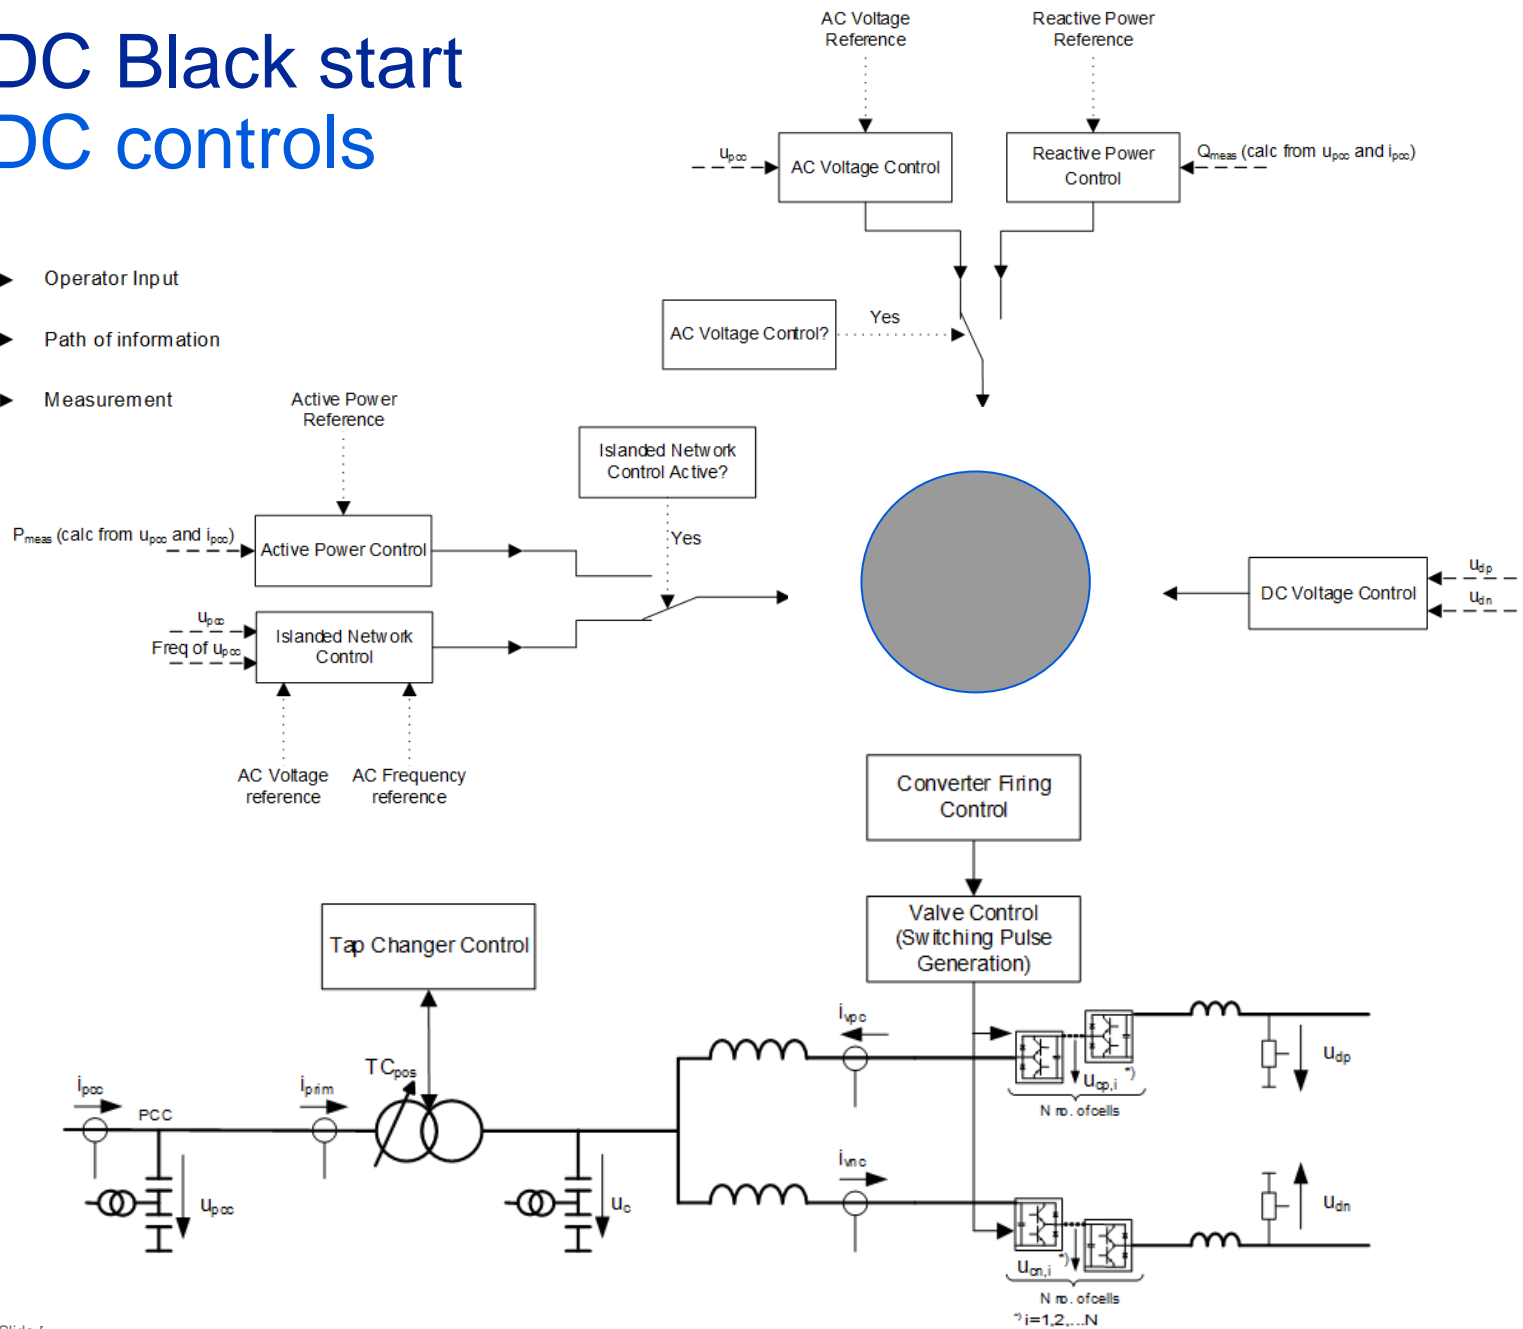 DC Black start
DC controls
AC Voltage
Reference
Reactive Power
Reference
upcc
AC Voltage Control
Reactive Power
Control
Qmeas (calc from upcc and ipcc)
Operator Input
Path of information
Measurement
AC Voltage Control?
Yes
Active Power
Reference
Islanded Network
Control Active?
Yes
Pmeas (calc from upcc and ipcc)
Active Power Control
upcc
Freq of upcc
Islanded Network
Control
AC Voltage
reference
AC Frequency
reference
DC Voltage Control
udp
udn
Converter Firing
Control
Valve Control
(Switching Pulse
Generation)
Tap Changer Control
TCpos
ipcc
PCC
iprim
upcc
uc
ivpc
ivnc
ucp,i *)
N no. of cells
udp
ucn,i *)
N no. of cells
*) i=1,2,...N
udn